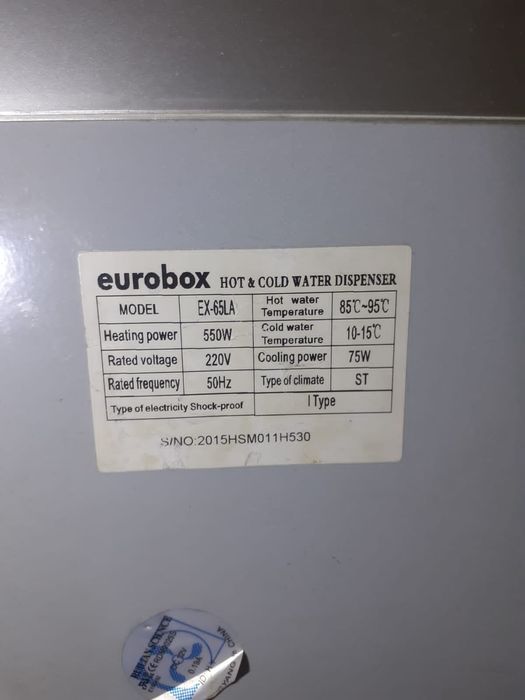 eurobox HOT & COLD WATER DISPENSER
MODEL EX-65LA Hot water Temperature 85℃~95℃
Heating power 550W Cold water Temperature 10-15℃
Rated voltage 220V Cooling power 75W
Rated frequency 50Hz Type of climate ST
Type of electricity Shock-proof I Type
S/NO:2015HSM011H530
CHINA